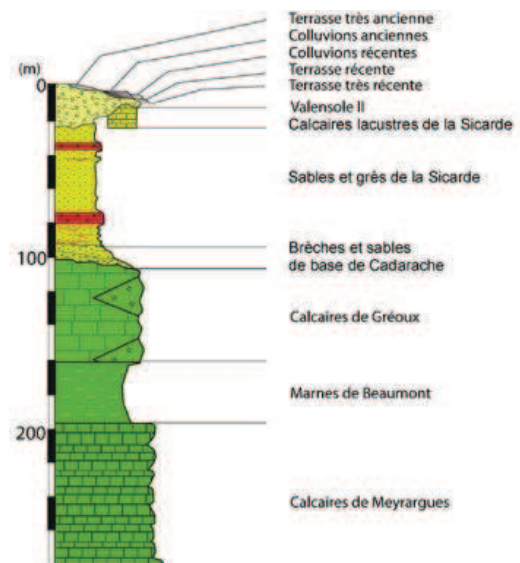 Terrasse très ancienne
Colluvions anciennes
Colluvions récentes
Terrasse récente
Terrasse très récente
(m)
0
Valensole II
Calcaires lacustres de la Sicarde
Sables et grès de la Sicarde
Brèches et sables
de base de Cadarache
100
Calcaires de Gréoux
Marnes de Beaumont
200
Calcaires de Meyrargues